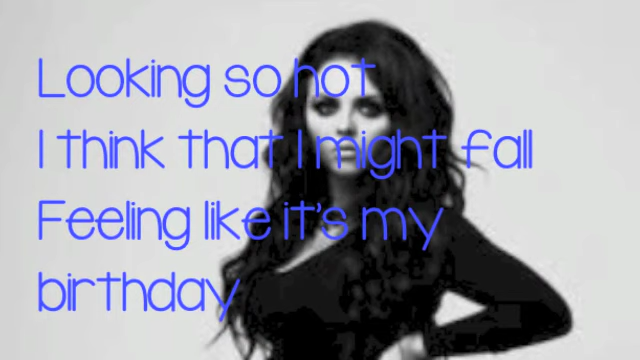 Looking so hot
I think that I might fall
Feeling like it's my
birthday